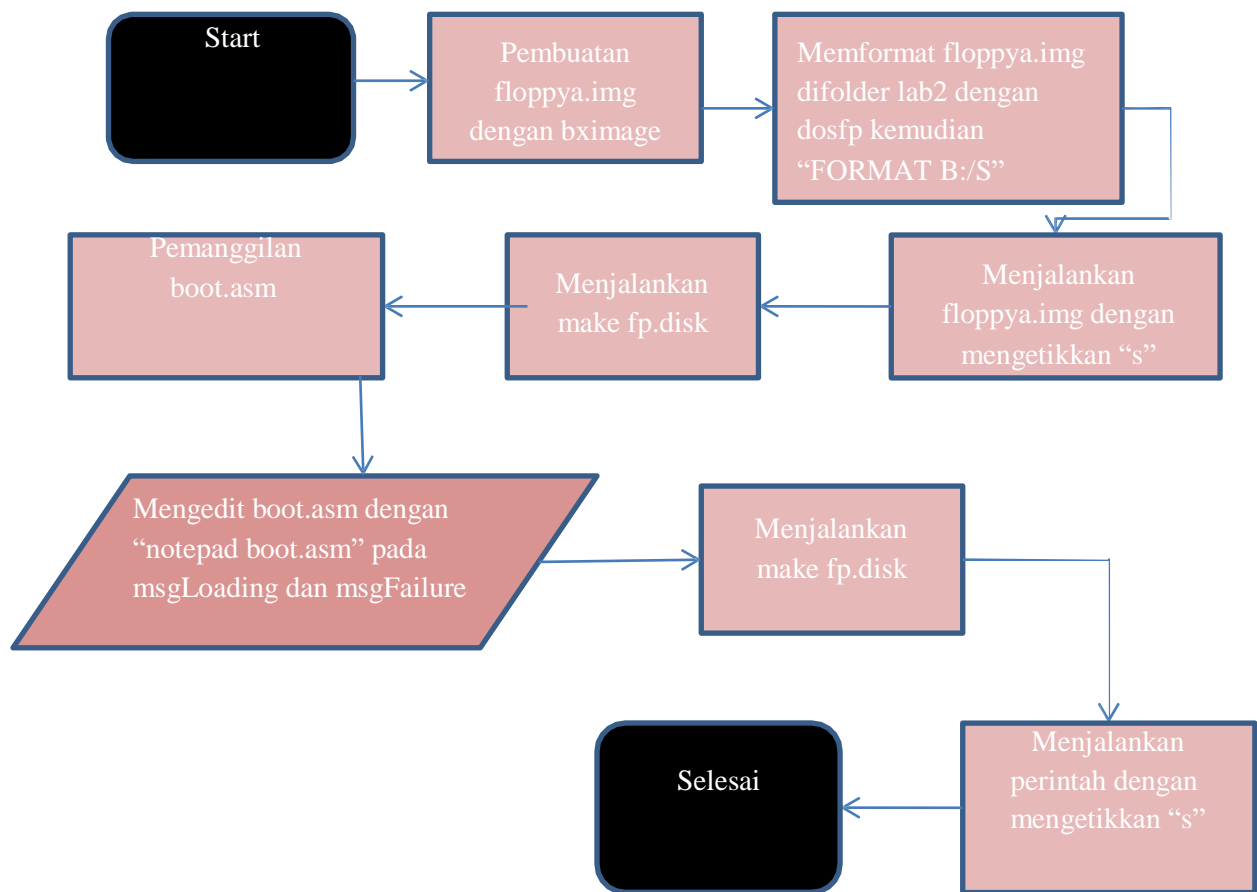 Start
Pembuatan
floppya.img
dengan bximage
Memformat floppya.img
difolder lab2 dengan
dosfp kemudian
“FORMAT B:/S”
Menjalankan
floppya.img dengan
mengetikkan “s”
Menjalankan
make fp.disk
Pemanggilan
boot.asm
Mengedit boot.asm dengan
“notepad boot.asm” pada
msgLoading dan msgFailure
Menjalankan
make fp.disk
Menjalankan
perintah dengan
mengetikkan “s”
Selesai